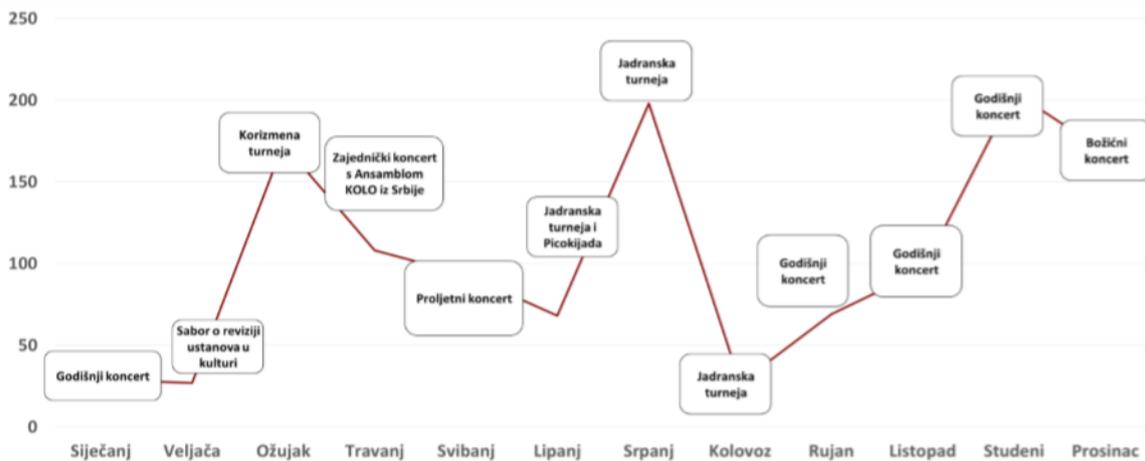 250
200
150
100
50
0
Godišnji koncert
Sabor o reviziji
ustanova u
kulturi
Korizmena
turneja
Zajednički koncert
s Ansamblom
KOLO iz Srbije
Proljetni koncert
Jadranska
turneja i
Picokijada
Jadranska
turneja
Jadranska
turneja
Godišnji
koncert
Godišnji
koncert
Godišnji
koncert
Božićni
koncert
Siječanj Veljača Ožujak Travanj Svibanj Lipanj Srpanj Kolovoz Rujan Listopad Studeni Prosinac